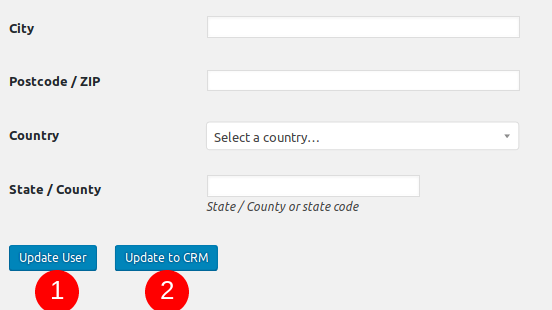 City
Postcode / ZIP
Country
Select a country...
State / County
State / County or state code
Update User
Update to CRM
1
2